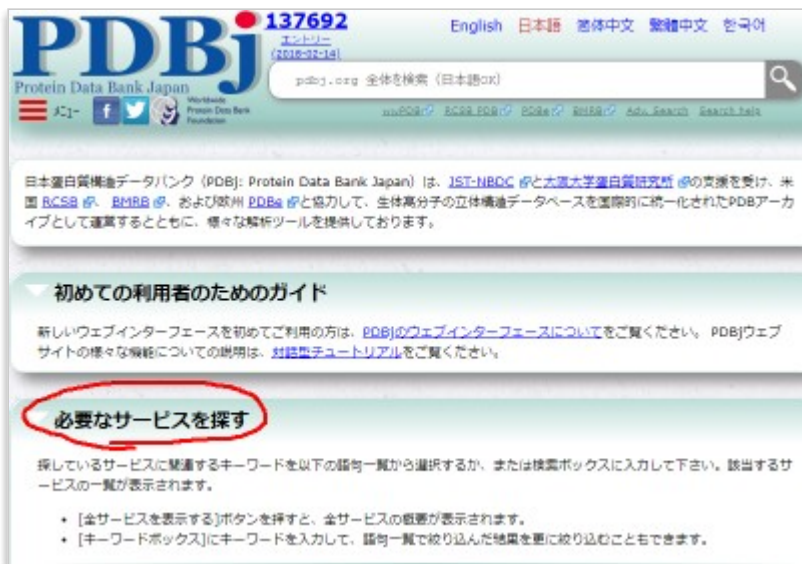 PDBj
Protein Data Bank Japan
137692
エントリー
(2018-02-14)
English 日本語 简体中文 繁體中文 한국어
pdbj.org 全体を検索 (日本語OK)
メニュー
Worldwide
Protein Data Bank
Foundation
wwPDB RCSB PDB PDBe BMRB Adv. Search Search help
日本蛋白質構造データバンク (PDBj: Protein Data Bank Japan) は、JST-NBDC と大阪大学蛋白質研究所 の支援を受け、米
国 RCSB 、 BMRB 、および欧州 PDBe と協力して、生体高分子の立体構造データベースを国際的に統一化されたPDBアーカ
イブとして運営するとともに、様々な解析ツールを提供しております。
初めての利用者のためのガイド
新しいウェブインターフェースを初めてご利用の方は、PDBjのウェブインターフェースについてをご覧ください。 PDBjウェブ
サイトの様々な機能についての説明は、対話型チュートリアルをご覧ください。
必要なサービスを探す
探しているサービスに関連するキーワードを以下の語句一覧から選択するか、または検索ボックスに入力して下さい。該当するサ
ービスの一覧が表示されます。
• [全サービスを表示する]ボタンを押すと、全サービスの概要が表示されます。
• [キーワードボックス]にキーワードを入力して、語句一覧で絞り込んだ結果を更に絞り込むこともできます。